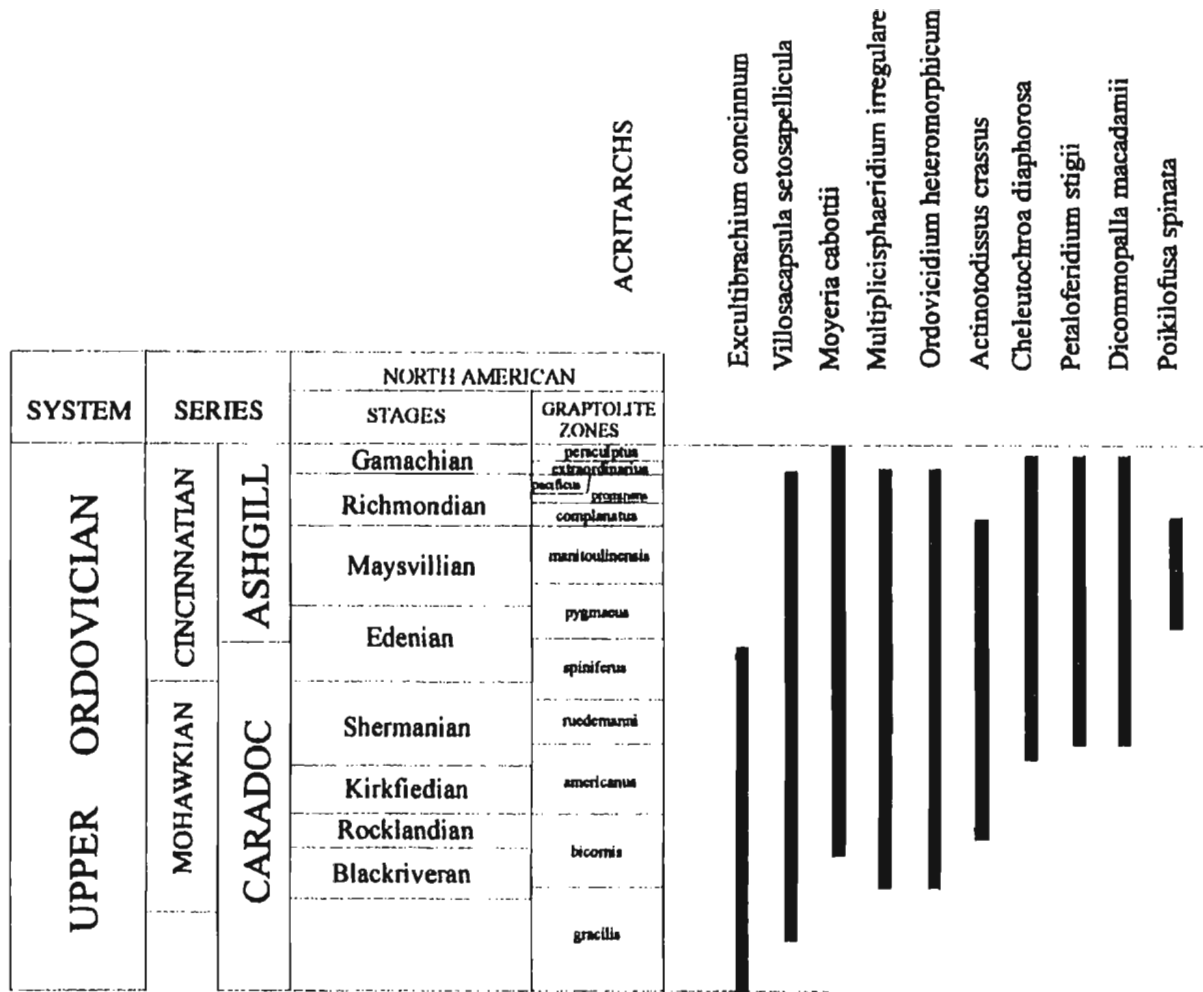 ACRITARCHS
Excultibrachium concinnum
Villosacapsula setosapellicula
Moyeria cabottii
Multiplicisphaeridium irregulare
Ordovicidium heteromorphicum
Actinotodissus crassus
Cheleutochroa diaphorosa
Petaloferidium stigii
Dicommopalla macadamii
Poikilofusa spinata
SYSTEM
SERIES
NORTH AMERICAN
STAGES
GRAPTOLITE
ZONES
UPPER ORDOVICIAN
CINCINNATIAN
MOHAWKIAN
ASHGILL
CARADOC
Gamachian
Richmondian
Maysvillian
Edenian
Shermanian
Kirkfiedian
Rocklandian
Blackriveran
persculptus
extraordinarius
pacificus
complanatus
manitoulinensis
pygmaeus
spiniferus
ruedemanni
americanus
bicornis
gracilis